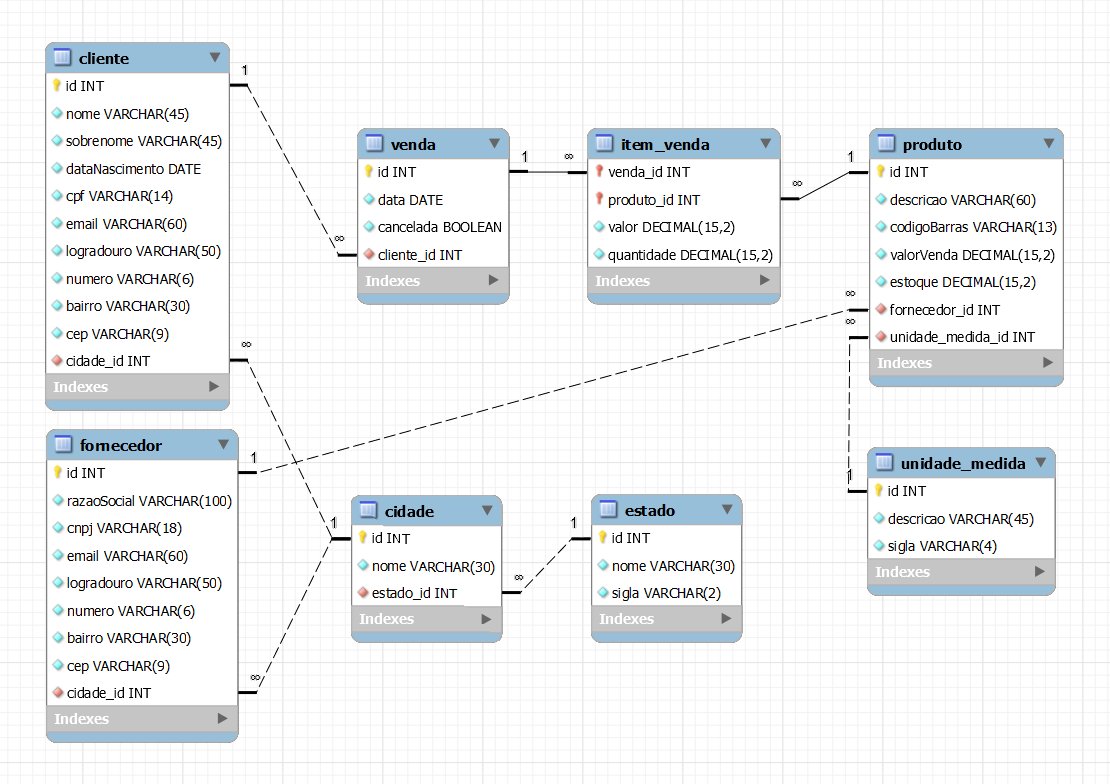 cliente
1
id INT
nome VARCHAR(45)
sobrenome VARCHAR(45)
dataNascimento DATE
cpf VARCHAR(14)
email VARCHAR(60)
logradouro VARCHAR(50)
numero VARCHAR(6)
bairro VARCHAR(30)
cep VARCHAR(9)
cidade_id INT
∞
Indexes
venda
id INT
1
data DATE
cancelada BOOLEAN
∞
cliente_id INT
Indexes
item_venda
∞
venda_id INT
produto_id INT
∞
valor DECIMAL(15,2)
quantidade DECIMAL(15,2)
Indexes
produto
1
id INT
descricao VARCHAR(60)
codigoBarras VARCHAR(13)
valorVenda DECIMAL(15,2)
estoque DECIMAL(15,2)
∞
fornecedor_id INT
∞
unidade_medida_id INT
Indexes
fornecedor
1
id INT
razaoSocial VARCHAR(100)
cnpj VARCHAR(18)
email VARCHAR(60)
logradouro VARCHAR(50)
numero VARCHAR(6)
bairro VARCHAR(30)
cep VARCHAR(9)
∞
cidade_id INT
Indexes
cidade
1
id INT
nome VARCHAR(30)
estado_id INT
∞
Indexes
estado
1
id INT
nome VARCHAR(30)
sigla VARCHAR(2)
Indexes
unidade_medida
1
id INT
descricao VARCHAR(45)
sigla VARCHAR(4)
Indexes